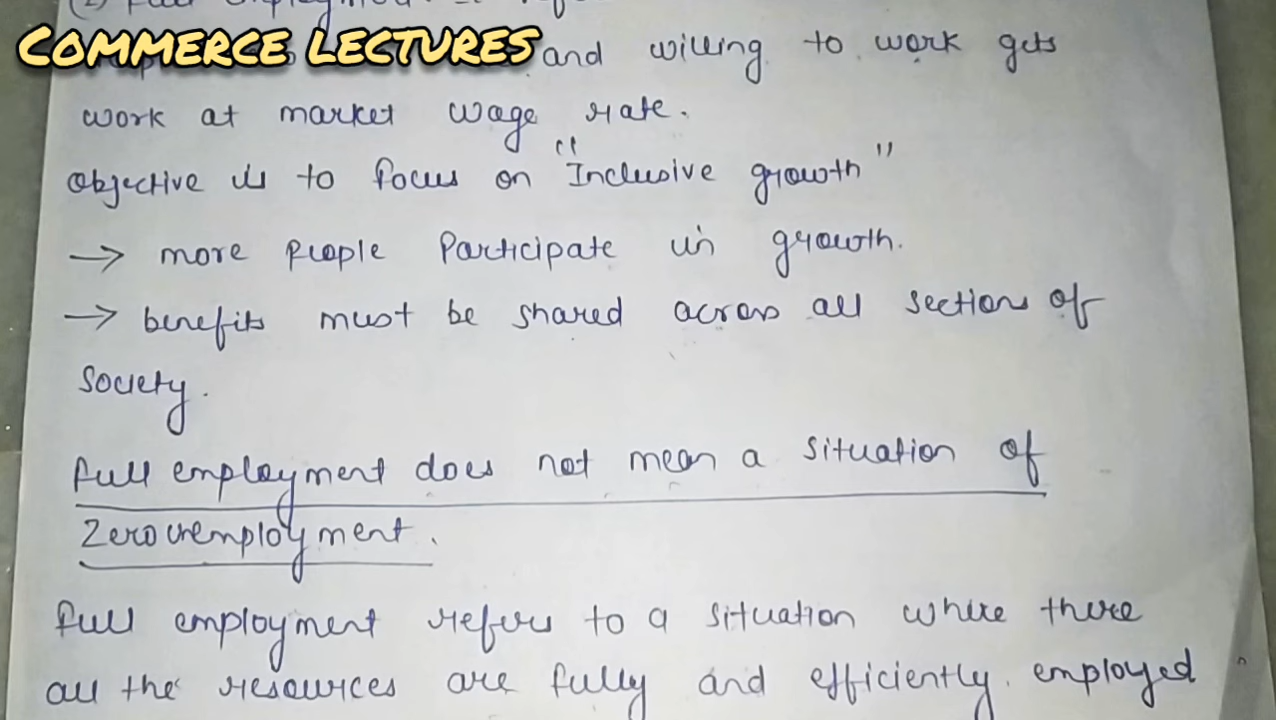 (2) Full employment
COMMERCE LECTURES and willing to work gets
work at market wage rate.
Objective is to focus on "Inclusive growth"
→ more people Participate in growth.
→ benefits must be shared across all sections of
Society.
full employment does not mean a situation of
Zero unemployment.
full employment refers to a situation where there
all the resources are fully and efficiently employed